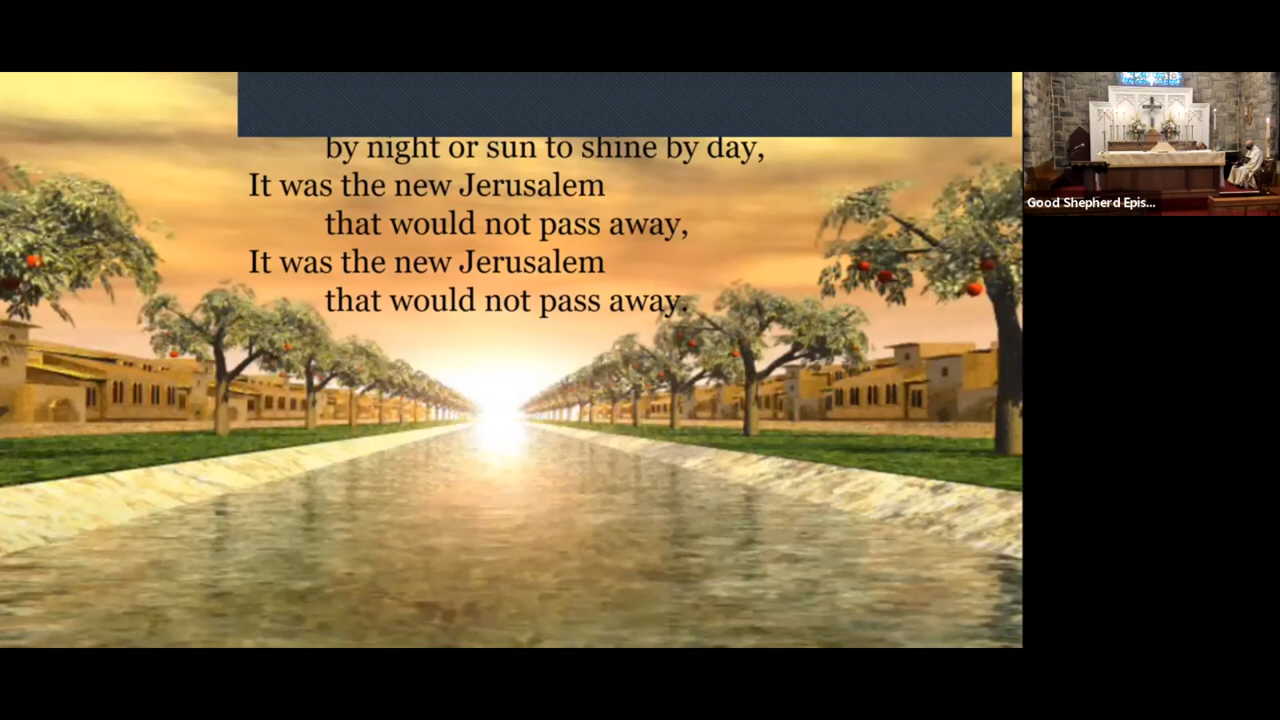 by night or sun to shine by day,
It was the new Jerusalem
that would not pass away,
It was the new Jerusalem
that would not pass away.
Good Shepherd Epis...